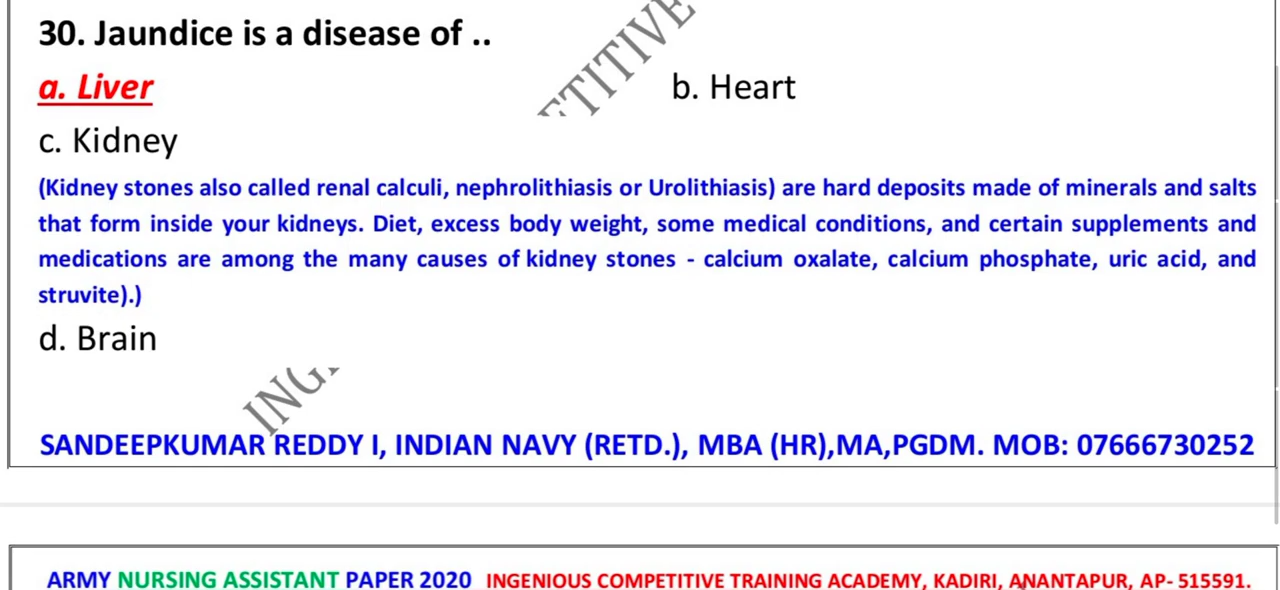 30. Jaundice is a disease of ..
a. Liver
b. Heart
c. Kidney
(Kidney stones also called renal calculi, nephrolithiasis or Urolithiasis) are hard deposits made of minerals and salts
that form inside your kidneys. Diet, excess body weight, some medical conditions, and certain supplements and
medications are among the many causes of kidney stones - calcium oxalate, calcium phosphate, uric acid, and
struvite).)
d. Brain
SANDEEPKUMAR REDDY I, INDIAN NAVY (RETD.), MBA (HR),MA,PGDM. MOB: 07666730252
ARMY NURSING ASSISTANT PAPER 2020 INGENIOUS COMPETITIVE TRAINING ACADEMY, KADIRI, ANANTAPUR, AP- 515591.